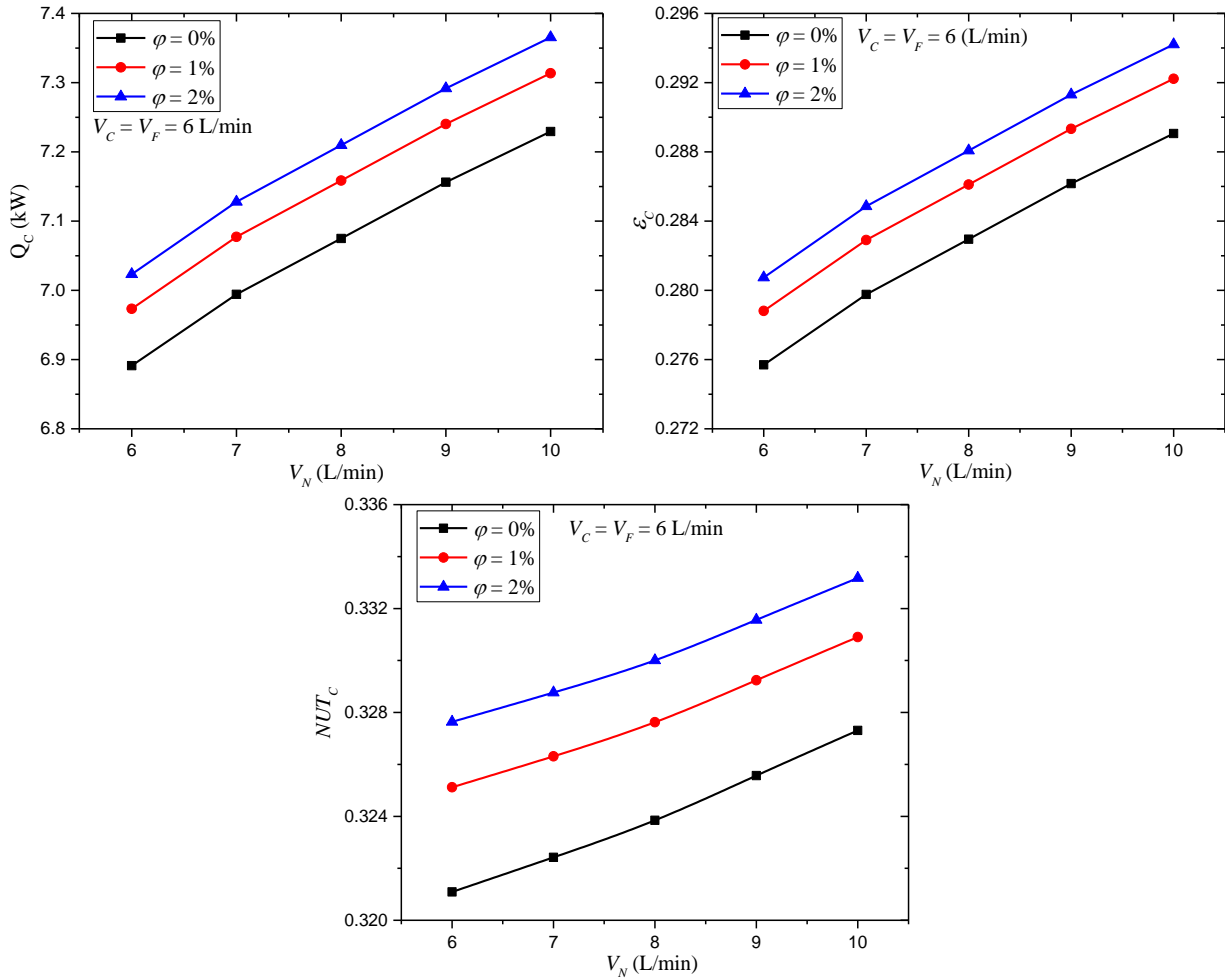 7.4
7.3
7.2
7.1
7.0
6.9
6.8
Q_C (kW)
φ = 0%
φ = 1%
φ = 2%
V_C = V_F = 6 L/min
6 7 8 9 10
V_N (L/min)
0.296
0.292
0.288
0.284
0.280
0.276
0.272
ε_C
φ = 0%
φ = 1%
φ = 2%
V_C = V_F = 6 (L/min)
6 7 8 9 10
V_N (L/min)
0.336
0.332
0.328
0.324
0.320
NUT_C
φ = 0%
φ = 1%
φ = 2%
V_C = V_F = 6 L/min
6 7 8 9 10
V_N (L/min)